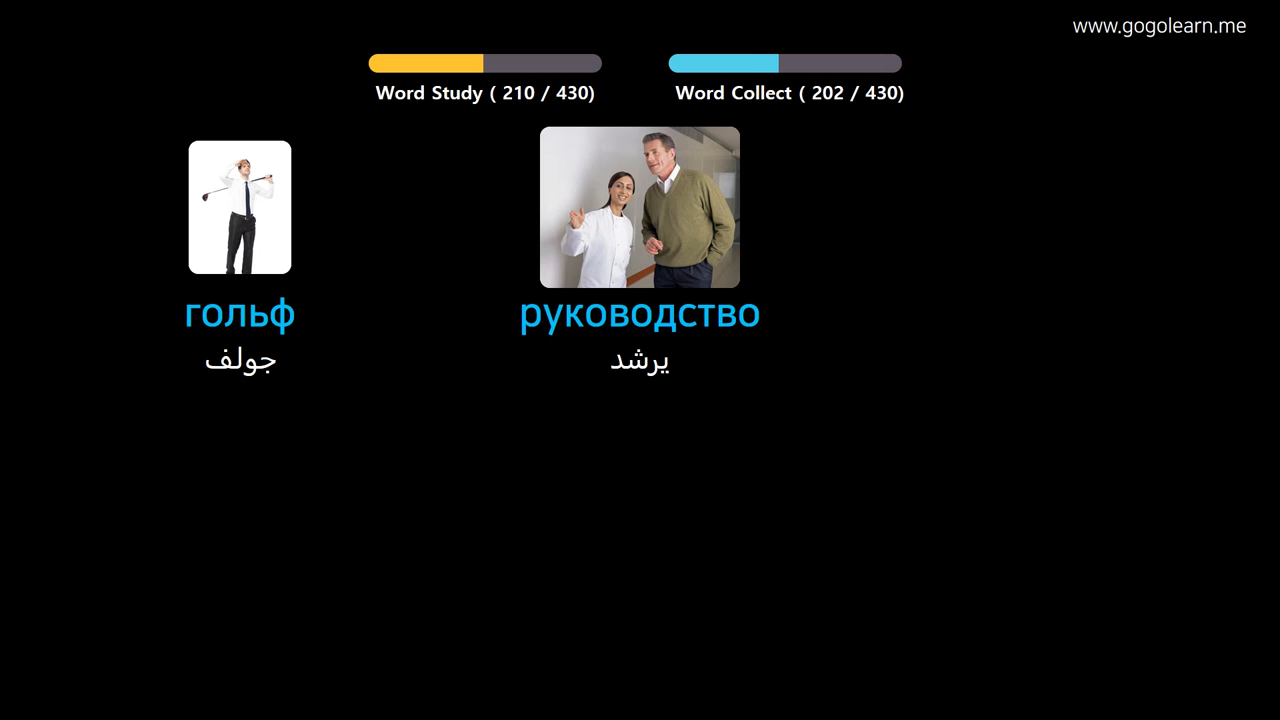 www.gogolearn.me
Word Study ( 210 / 430)
Word Collect ( 202 / 430)
гольф
руководство
جولف
يرشد